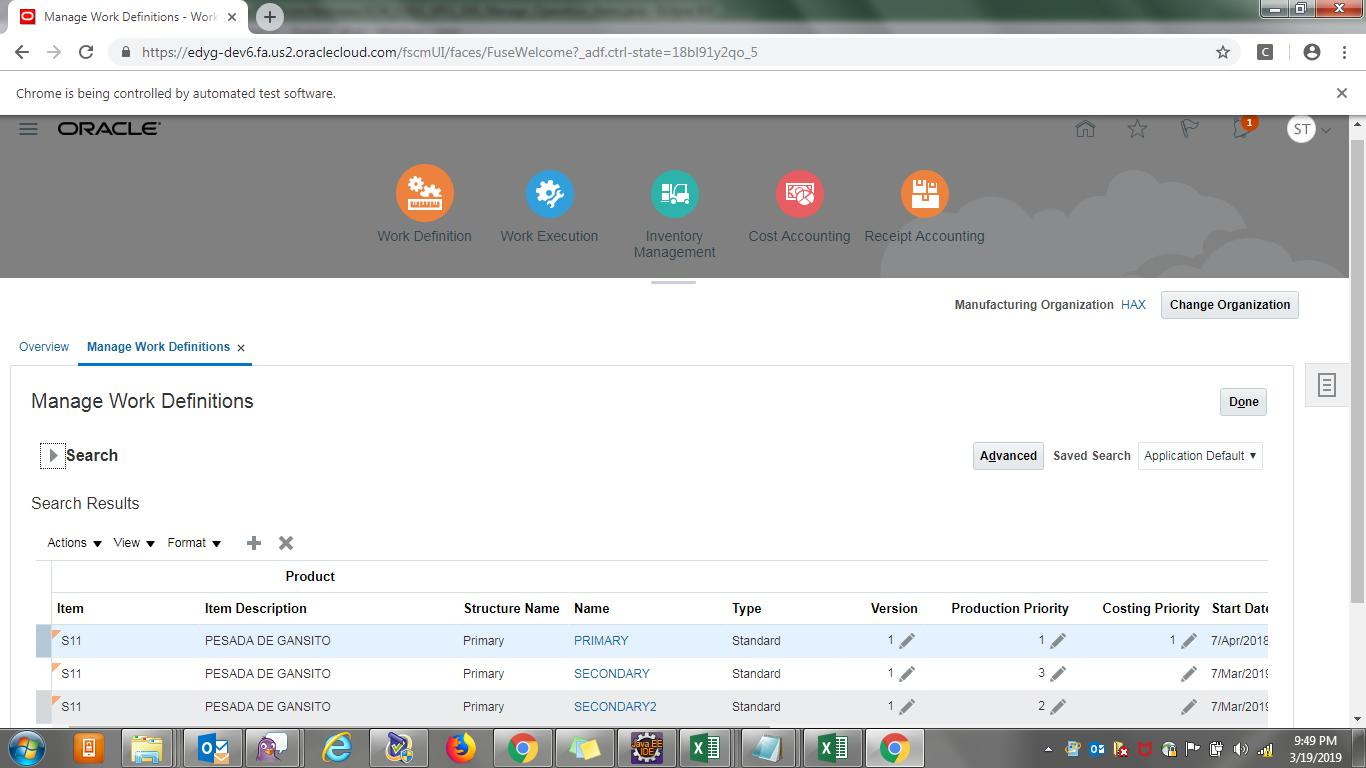 Manage Work Definitions - Work
https://edyg-dev6.fa.us2.oraclecloud.com/fscmUI/faces/FuseWelcome?_adf.ctrl-state=18bl91y2qo_5
C
Chrome is being controlled by automated test software.
ORACLE
1
ST
Work Definition
Work Execution
Inventory
Management
Cost Accounting
Receipt Accounting
Manufacturing Organization HAX Change Organization
Overview Manage Work Definitions
Manage Work Definitions Done
Search Advanced Saved Search Application Default
Search Results
Actions View Format
Product
Item Item Description Structure Name Name Type Version Production Priority Costing Priority Start Date
S11 PESADA DE GANSITO Primary PRIMARY Standard 1 1 1 7/Apr/2018
S11 PESADA DE GANSITO Primary SECONDARY Standard 1 3 7/Mar/2019
S11 PESADA DE GANSITO Primary SECONDARY2 Standard 1 2 7/Mar/2019
Java EE
IDE
9:49 PM
3/19/2019